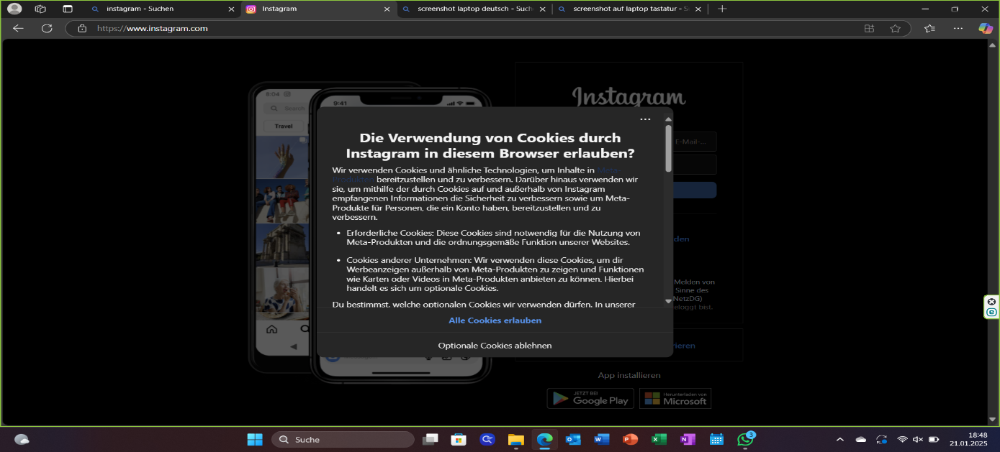 instagram - Suchen
Instagram
screenshot laptop deutsch - Such
screenshot auf laptop tastatur - S
https://www.instagram.com
8:04
Search
Travel
9:41
Instagram
E-Mail-...
Die Verwendung von Cookies durch
Instagram in diesem Browser erlauben?
Wir verwenden Cookies und ähnliche Technologien, um Inhalte in Meta-
Produkten bereitzustellen und zu verbessern. Darüber hinaus verwenden wir
sie, um mithilfe der durch Cookies auf und außerhalb von Instagram
empfangenen Informationen die Sicherheit zu verbessern sowie um Meta-
Produkte für Personen, die ein Konto haben, bereitzustellen und zu
verbessern.
• Erforderliche Cookies: Diese Cookies sind notwendig für die Nutzung von
Meta-Produkten und die ordnungsgemäße Funktion unserer Websites.
• Cookies anderer Unternehmen: Wir verwenden diese Cookies, um dir
Werbeanzeigen außerhalb von Meta-Produkten zu zeigen und Funktionen
wie Karten oder Videos in Meta-Produkten anbieten zu können. Hierbei
handelt es sich um optionale Cookies.
Du bestimmst, welche optionalen Cookies wir verwenden dürfen. In unserer
Alle Cookies erlauben
Optionale Cookies ablehnen
den
Melden von
Sinne des
NetzDG)
eloggt bist.
rieren
App installieren
JETZT BEI
Google Play
Herunterladen von
Microsoft
Suche
3
18:48
21.01.2025